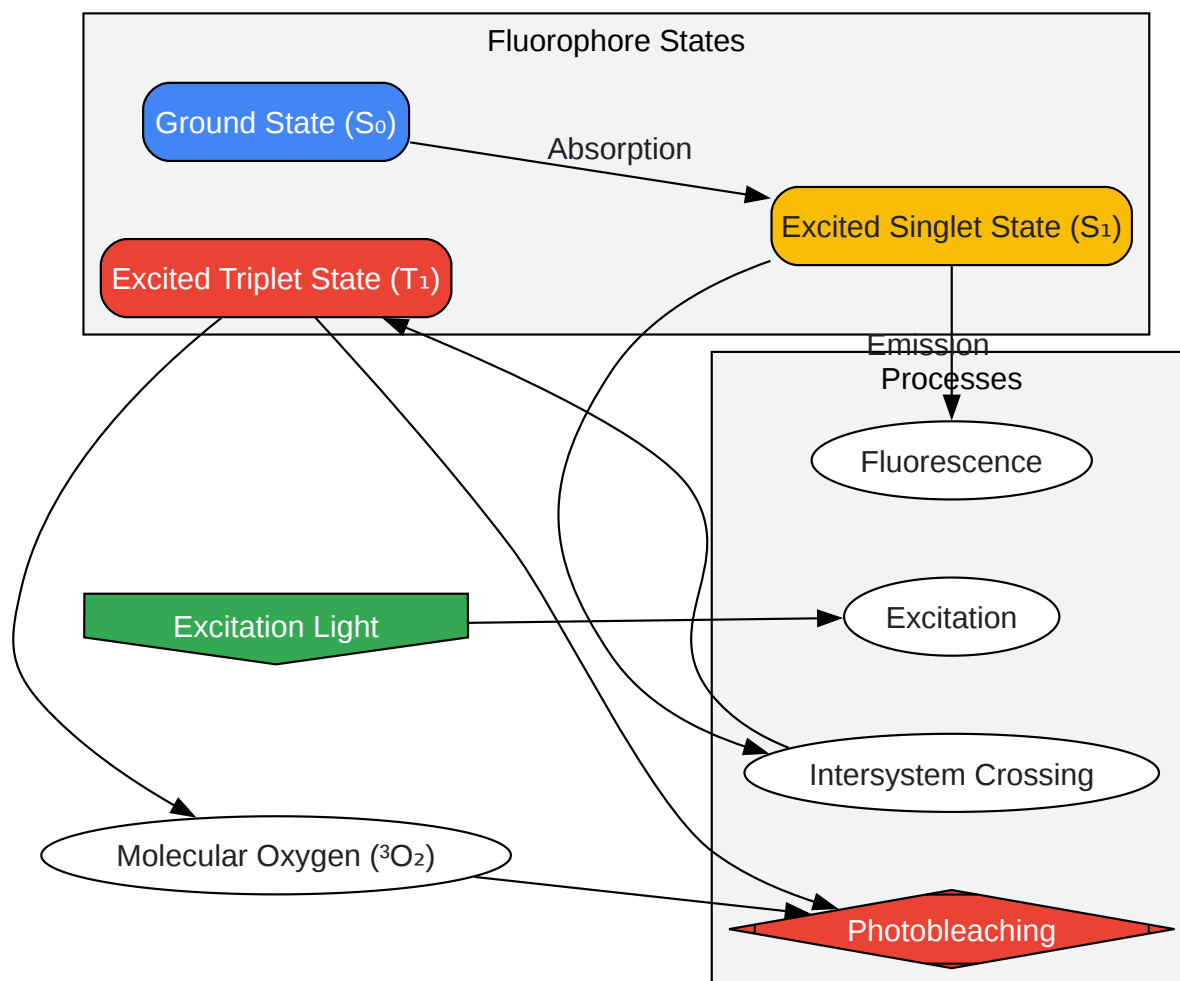 Fluorophore States
Ground State (S₀)
Absorption
Excited Singlet State (S₁)
Excited Triplet State (T₁)
Emission
Processes
Fluorescence
Excitation Light
Excitation
Intersystem Crossing
Molecular Oxygen (³O₂)
Photobleaching